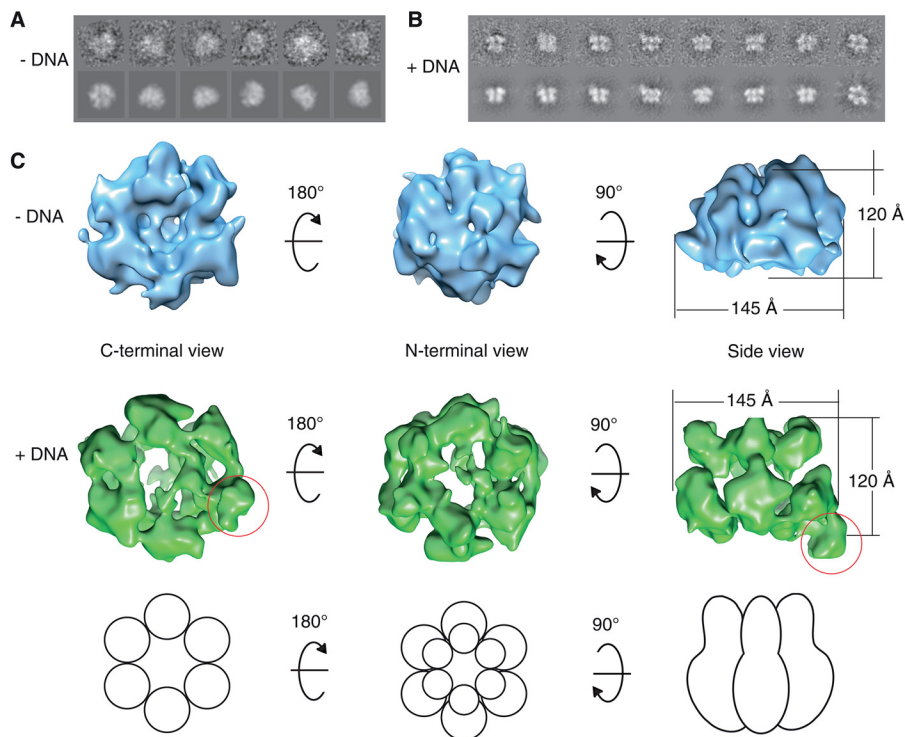 A
B
- DNA
+ DNA
C
180°
90°
- DNA
120 Å
145 Å
C-terminal view
N-terminal view
Side view
145 Å
180°
90°
+ DNA
120 Å
180°
90°